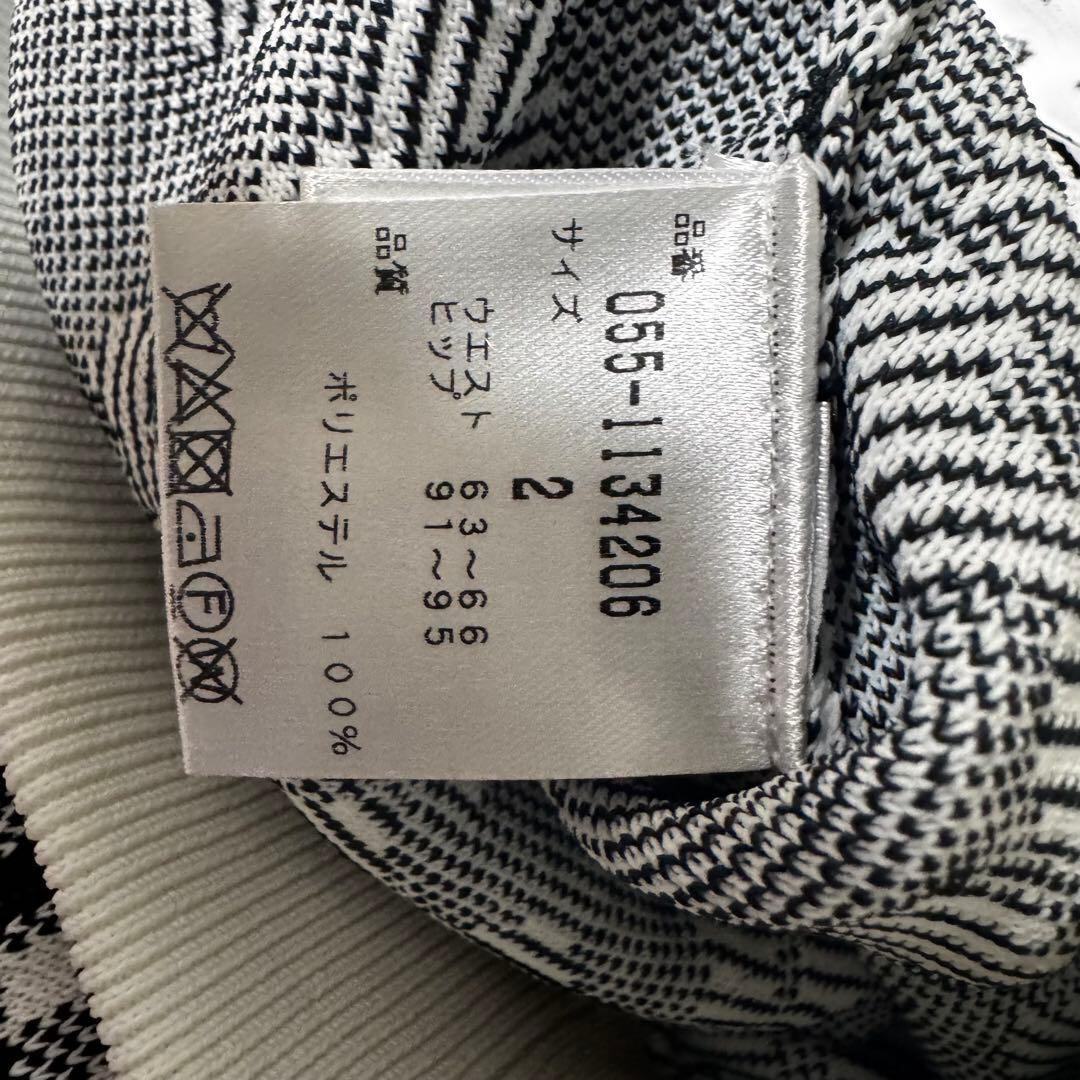 品番
055-1134206
サイズ
2
ウエスト 63～66
ヒップ 91～95
品質
ポリエステル 100%
F
W